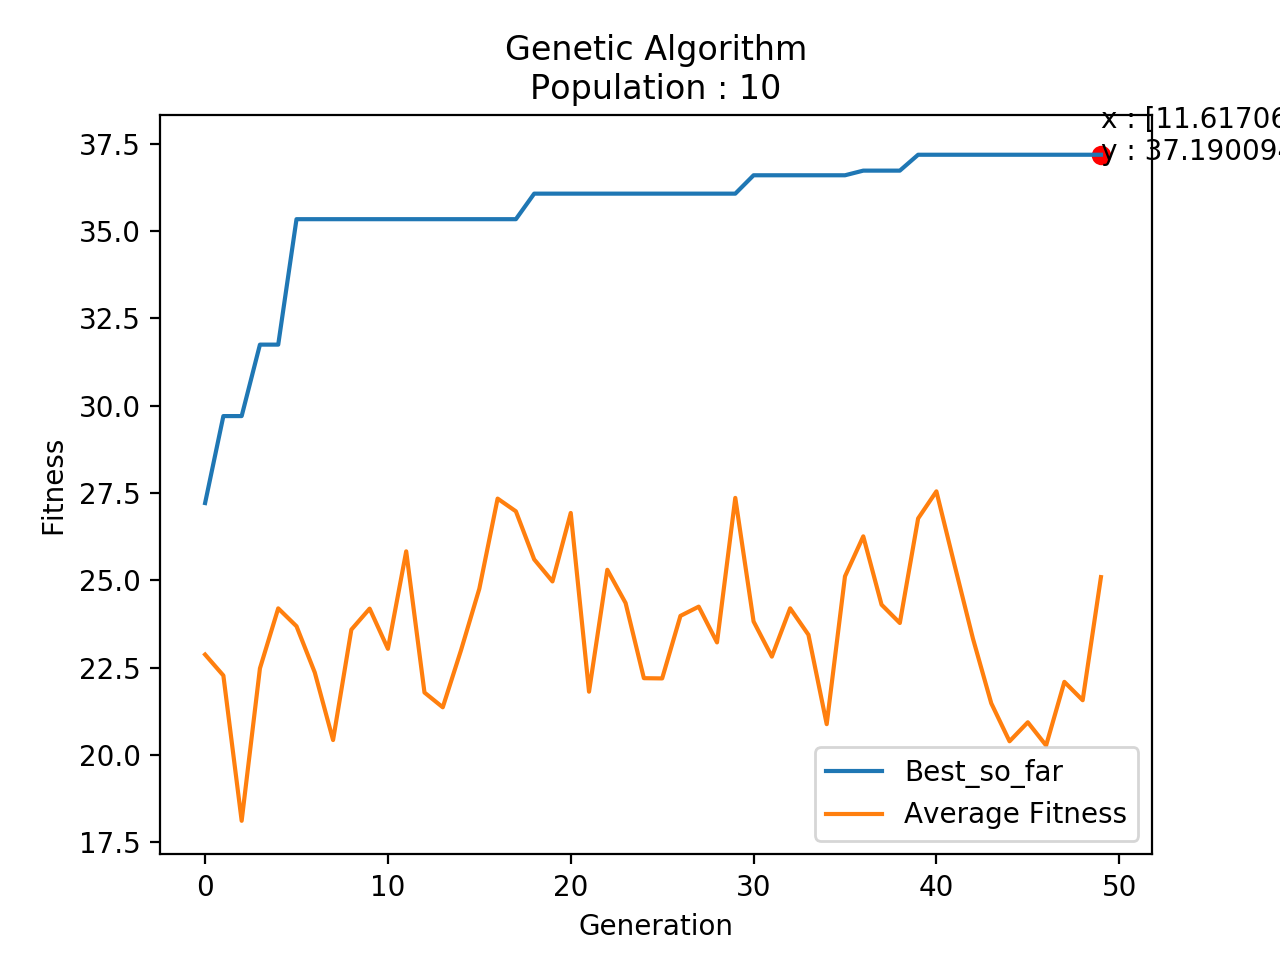 Genetic Algorithm
Population : 10
x : [11.61706
y : 37.19009
37.5
35.0
32.5
30.0
27.5
25.0
22.5
20.0
17.5
Fitness
Best_so_far
Average Fitness
0 10 20 30 40 50
Generation